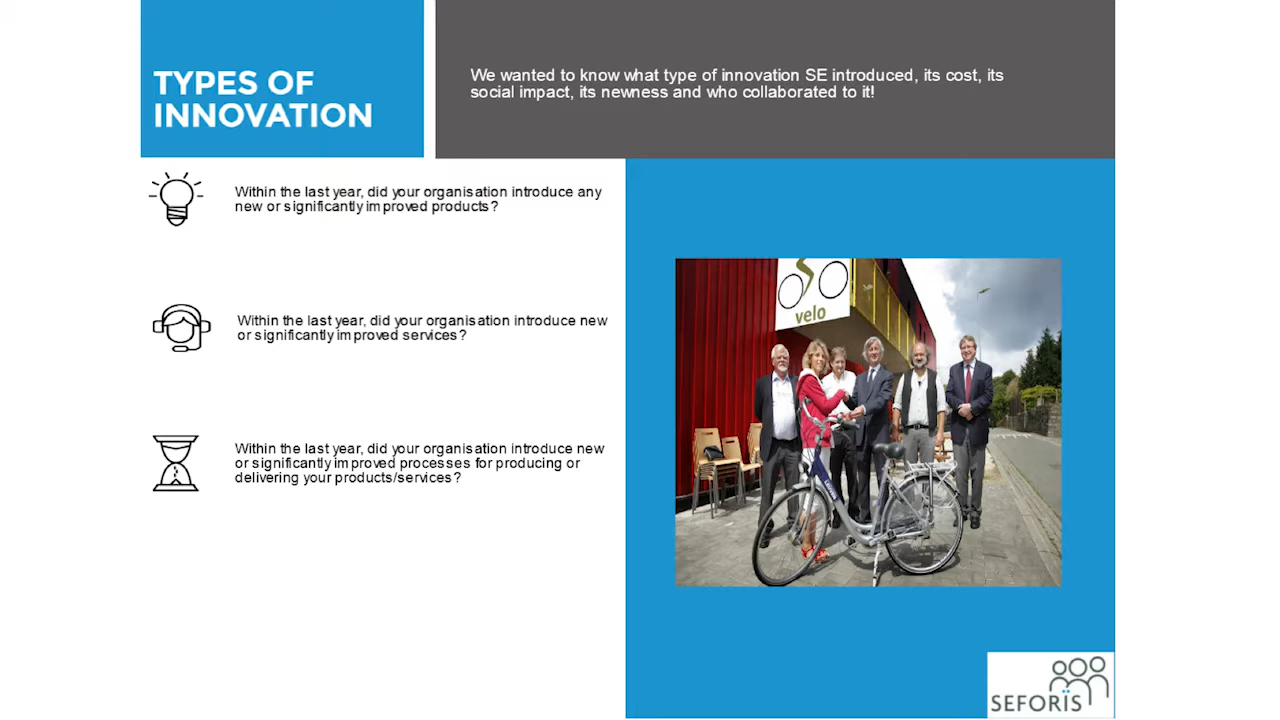 TYPES OF
INNOVATION
We wanted to know what type of innovation SE introduced, its cost, its
social impact, its newness and who collaborated to it!
Within the last year, did your organisation introduce any
new or significantly improved products?
Within the last year, did your organisation introduce new
or significantly improved services?
Within the last year, did your organisation introduce new
or significantly improved processes for producing or
delivering your products/services?
velo
SEFORÏS